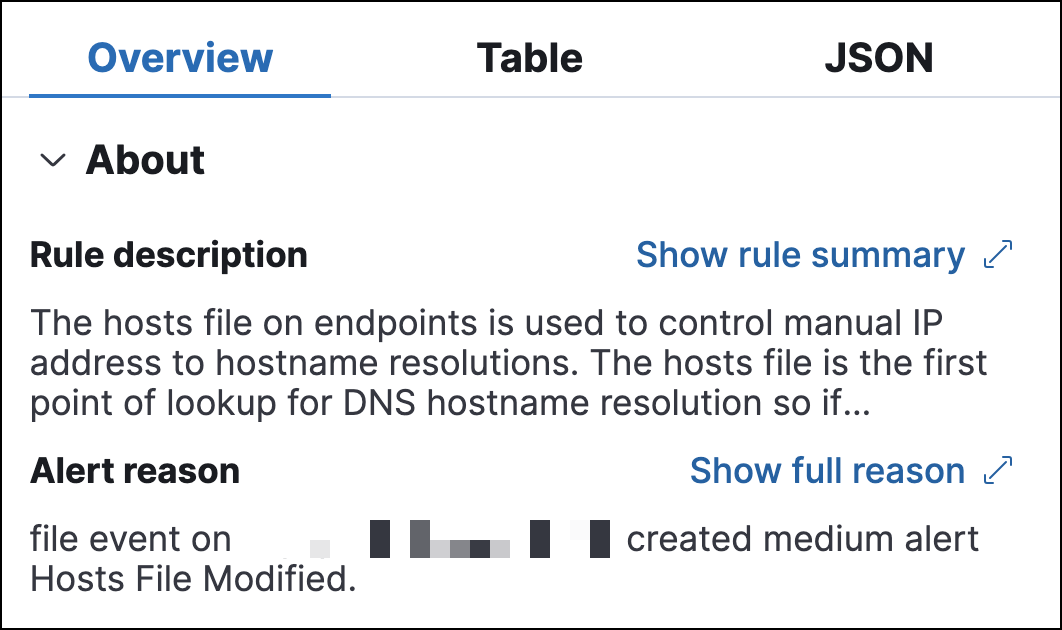 Overview Table JSON
About
Rule description Show rule summary
The hosts file on endpoints is used to control manual IP
address to hostname resolutions. The hosts file is the first
point of lookup for DNS hostname resolution so if...
Alert reason Show full reason
file event on created medium alert
Hosts File Modified.